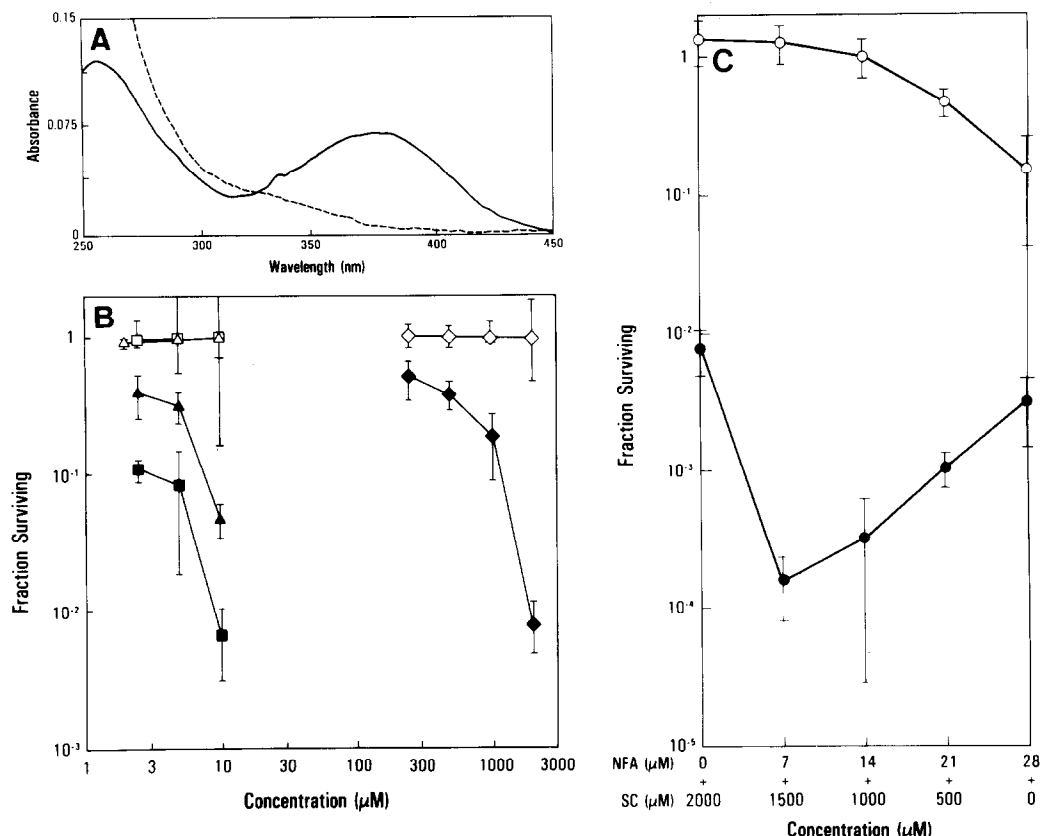 A
0.15
0.075
0
Absorbance
250 300 350 400 450
Wavelength (nm)
B
1
10-1
10-2
10-3
Fraction Surviving
1 3 10 30 100 300 1000 3000
Concentration (μM)
C
1
10-1
10-2
10-3
10-4
10-5
Fraction Surviving
NFA (μM) 0 7 14 21 28
+ + + + +
SC (μM) 2000 1500 1000 500 0
Concentration (μM)